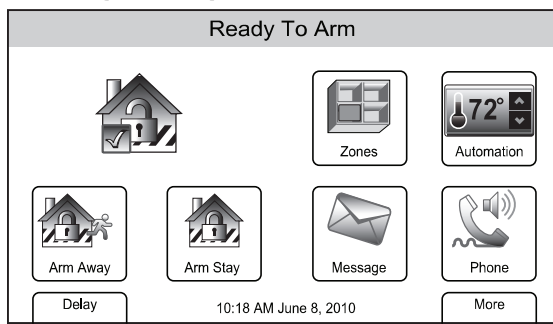 Ready To Arm
72°
Zones
Automation
Arm Away
Arm Stay
Message
Phone
Delay
10:18 AM June 8, 2010
More